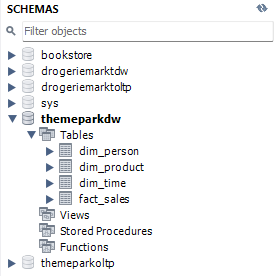 SCHEMAS
Filter objects
bookstore
drogeriemarktdw
drogeriemarktoltp
sys
themeparkdw
Tables
dim_person
dim_product
dim_time
fact_sales
Views
Stored Procedures
Functions
themeparkoltp